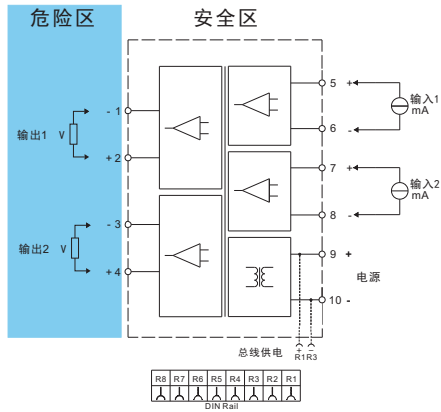 危险区
安全区
输出1
V
- 1
+2
输出2
V
- 3
+4
5 +
6 -
输入1
mA
7 +
8 -
输入2
mA
9 +
10 -
电源
总线供电
+ −
R1R3
R8 R7 R6 R5 R4 R3 R2 R1
DIN Rail